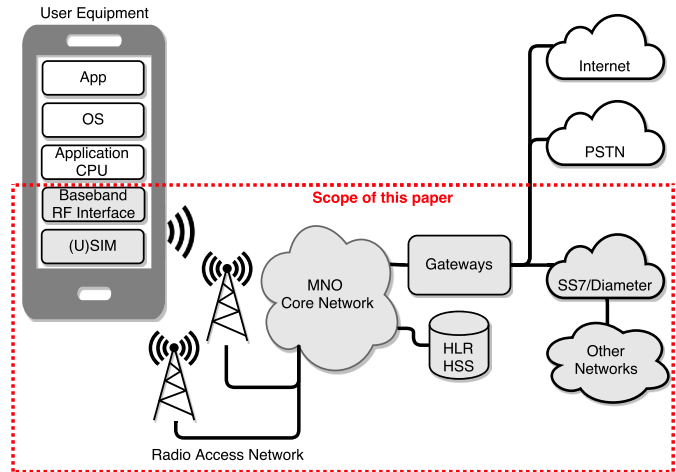 User Equipment
App
OS
Application
CPU
Baseband
RF Interface
(U)SIM
Internet
PSTN
Scope of this paper
MNO
Core Network
Gateways
SS7/Diameter
HLR
HSS
Other
Networks
Radio Access Network